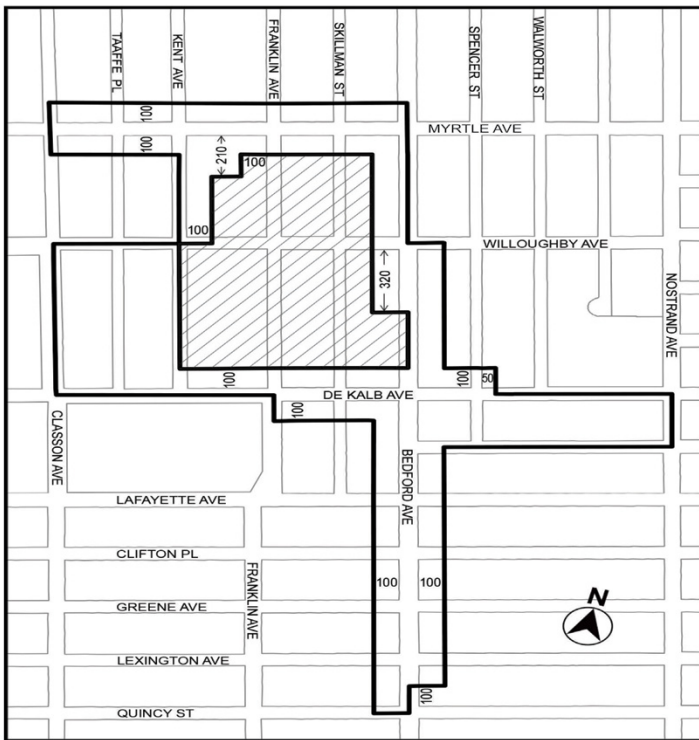 TAAFFE PL
KENT AVE
FRANKLIN AVE
SKILLMAN ST
SPENCER ST
WALWORTH ST
100
MYRTLE AVE
100
210
100
100
WILLOUGHBY AVE
320
NOSTRAND AVE
100
100
50
DE KALB AVE
100
CLASSON AVE
BEDFORD AVE
LAFAYETTE AVE
CLIFTON PL
FRANKLIN AVE
100
100
GREENE AVE
N
LEXINGTON AVE
100
QUINCY ST